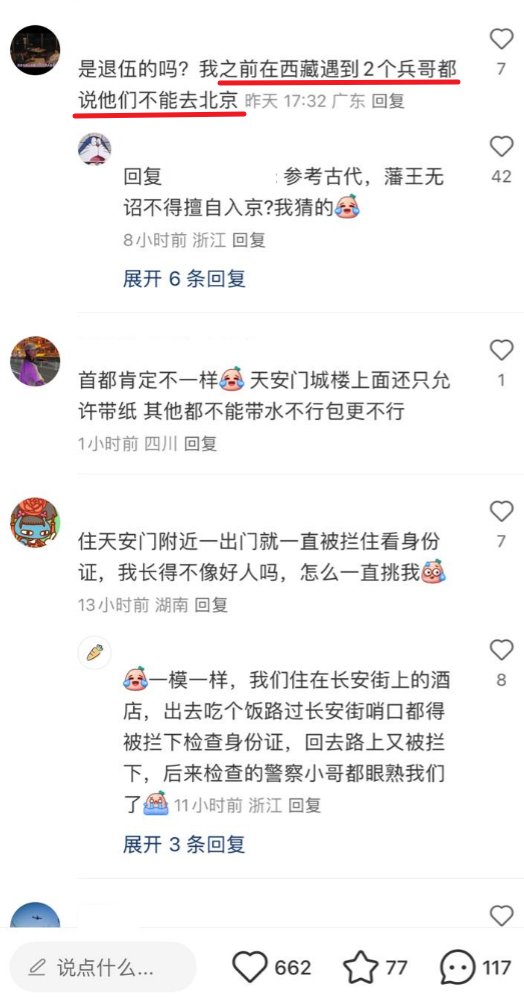 是退伍的吗？我之前在西藏遇到2个兵哥都
说他们不能去北京 昨天 17:32 广东 回复
7
回复 : 参考古代，藩王无
诏不得擅自入京?我猜的
42
8小时前 浙江 回复
展开 6 条回复
首都肯定不一样 天安门城楼上面还只允
许带纸 其他都不能带水不行包更不行
1
1小时前 四川 回复
住天安门附近一出门就一直被拦住看身份
证，我长得不像好人吗，怎么一直挑我
7
13小时前 湖南 回复
一模一样，我们住在长安街上的酒
店，出去吃个饭路过长安街哨口都得
被拦下检查身份证，回去路上又被拦
下，后来检查的警察小哥都眼熟我们
了 11小时前 浙江 回复
8
展开 3 条回复
说点什么... 662 77 117